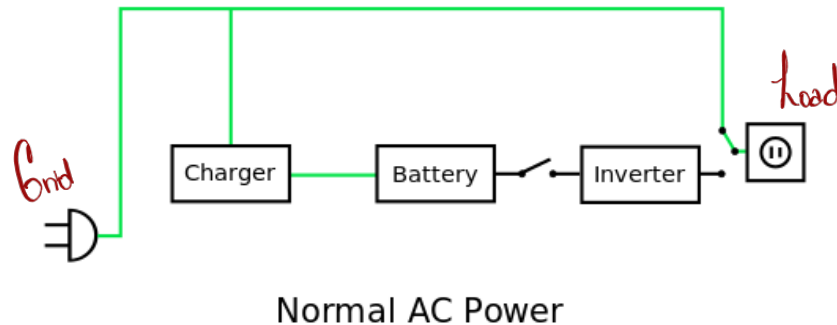 Load
Grid
Charger
Battery
Inverter
Normal AC Power